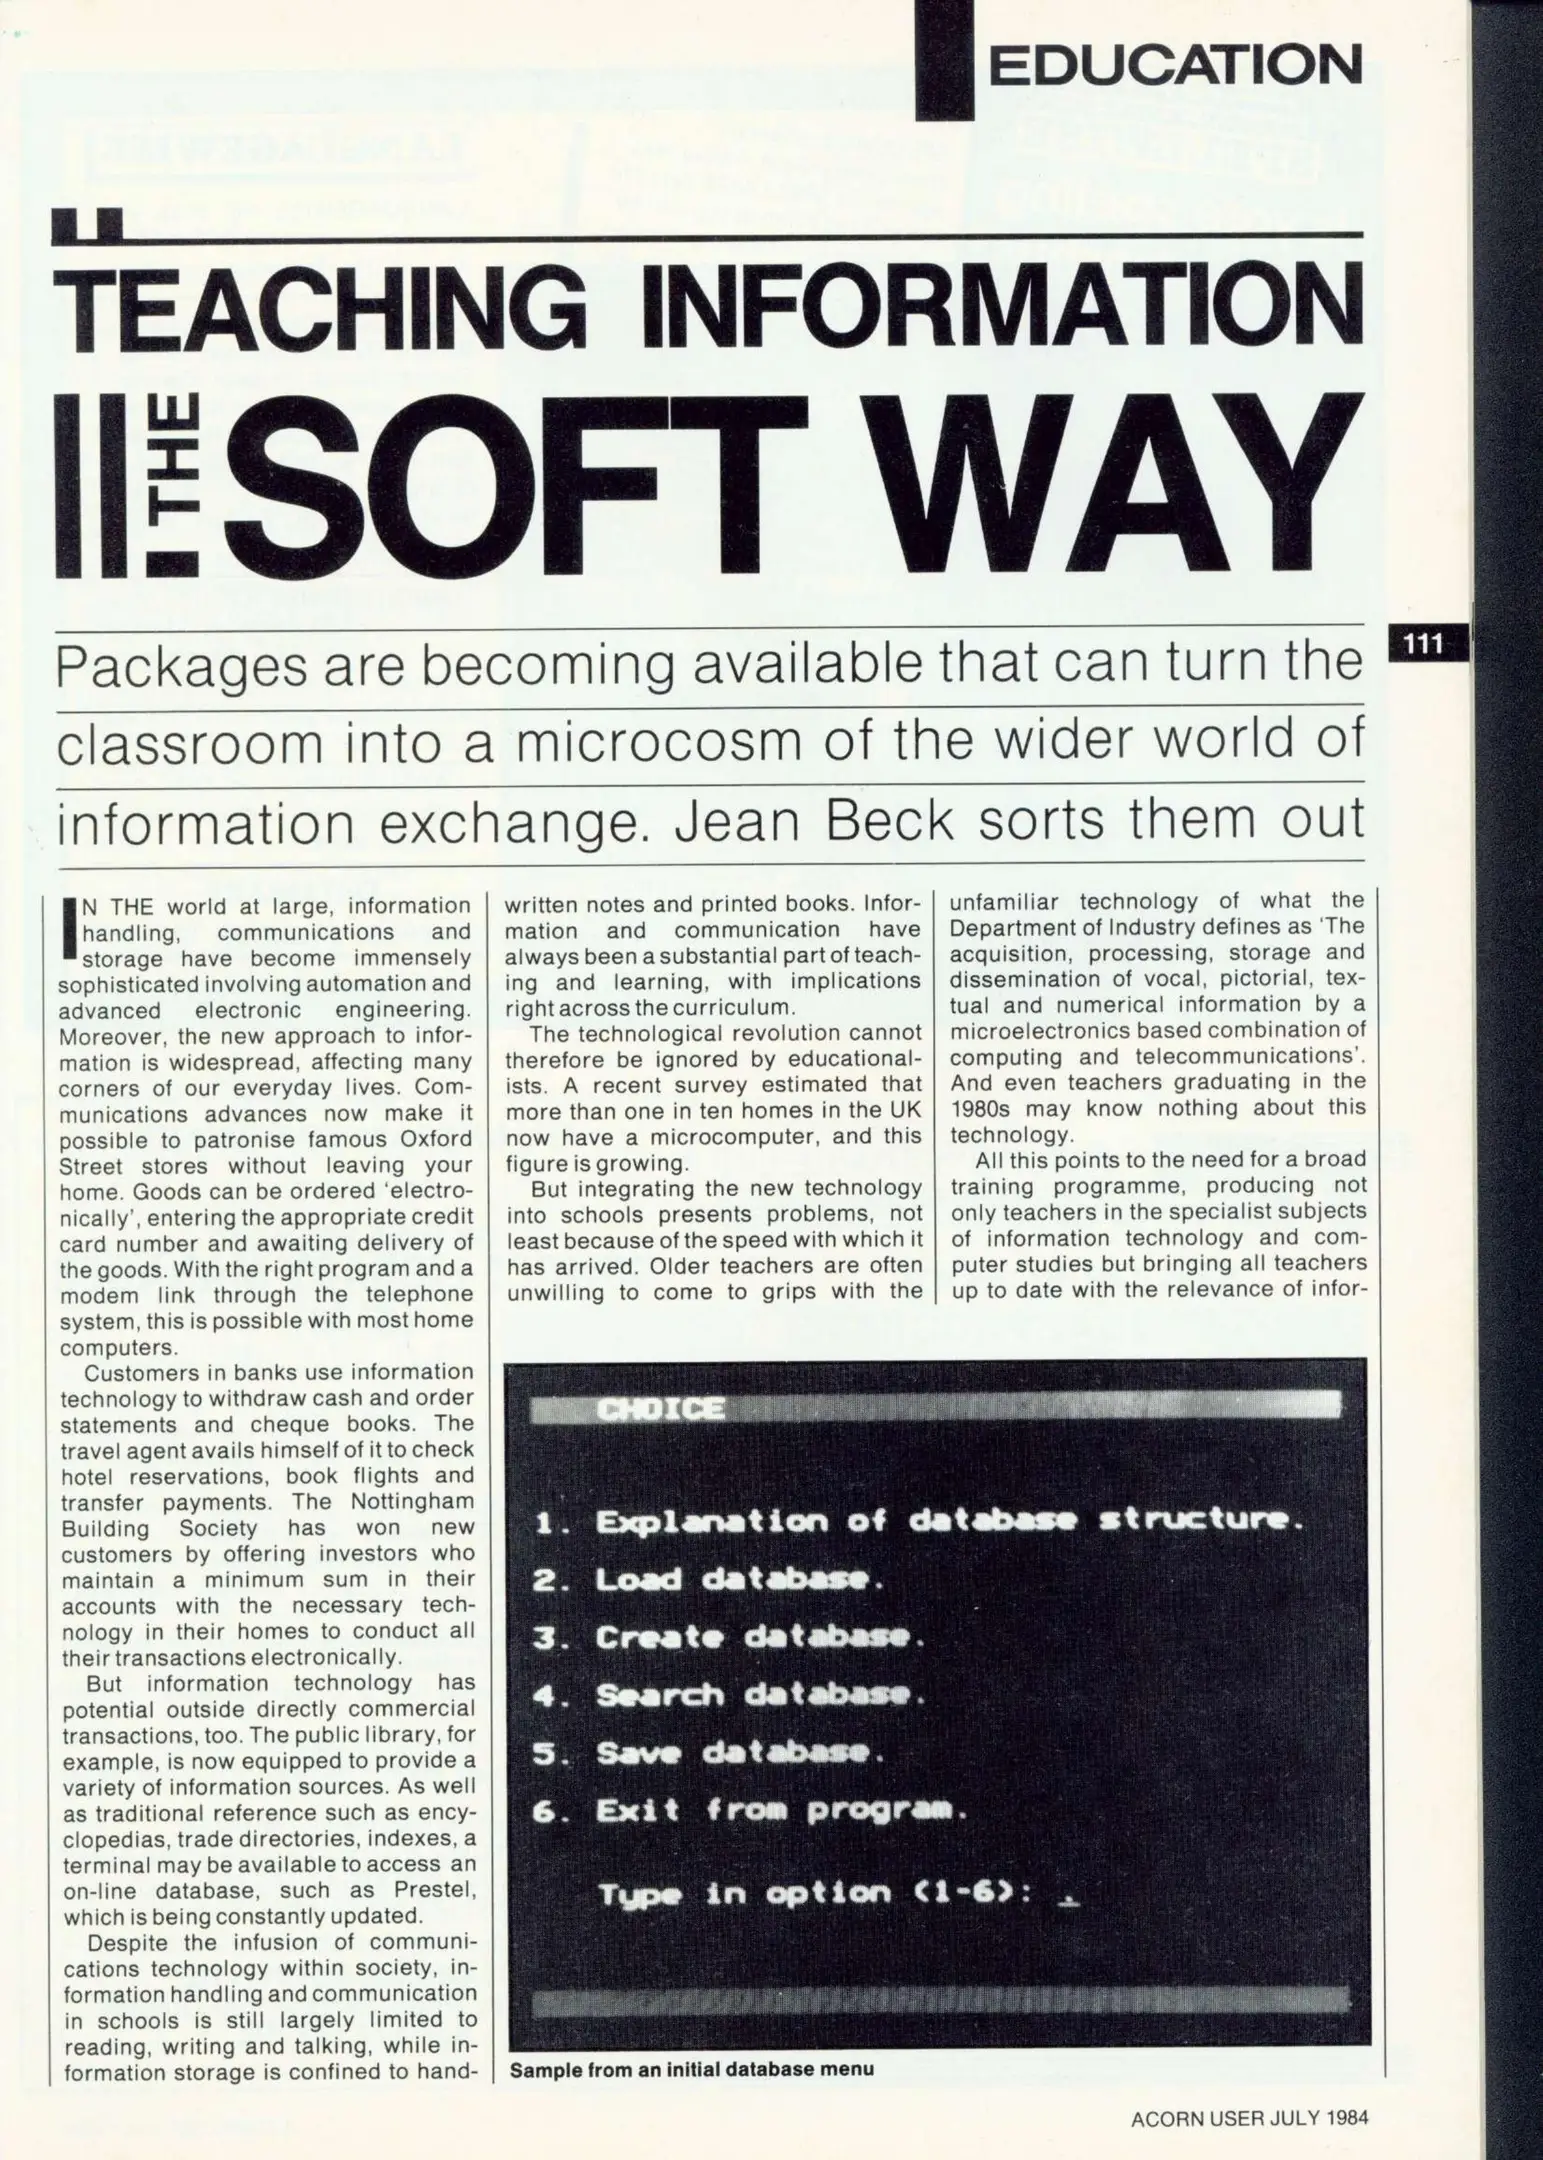 EDUCATION
TEACHING INFORMATION
THE SOFT WAY
Packages are becoming available that can turn the
classroom into a microcosm of the wider world of
information exchange. Jean Beck sorts them out
111
IN THE world at large, information
handling, communications and
storage have become immensely
sophisticated involving automation and
advanced electronic engineering.
Moreover, the new approach to infor-
mation is widespread, affecting many
corners of our everyday lives. Com-
munications advances now make it
possible to patronise famous Oxford
Street stores without leaving your
home. Goods can be ordered ‘electro-
nically’, entering the appropriate credit
card number and awaiting delivery of
the goods. With the right program and a
modem link through the telephone
system, this is possible with most home
computers.
Customers in banks use information
technology to withdraw cash and order
statements and cheque books. The
travel agent avails himself of it to check
hotel reservations, book flights and
transfer payments. The Nottingham
Building Society has won new
customers by offering investors who
maintain a minimum sum in their
accounts with the necessary tech-
nology in their homes to conduct all
their transactions electronically.
But information technology has
potential outside directly commercial
transactions, too. The public library, for
example, is now equipped to provide a
variety of information sources. As well
as traditional reference such as ency-
clopedias, trade directories, indexes, a
terminal may be available to access an
on-line database, such as Prestel,
which is being constantly updated.
Despite the infusion of communi-
cations technology within society, in-
formation handling and communication
in schools is still largely limited to
reading, writing and talking, while in-
formation storage is confined to hand-
written notes and printed books. Infor-
mation and communication have
always been a substantial part of teach-
ing and learning, with implications
right across the curriculum.
The technological revolution cannot
therefore be ignored by educational-
ists. A recent survey estimated that
more than one in ten homes in the UK
now have a microcomputer, and this
figure is growing.
But integrating the new technology
into schools presents problems, not
least because of the speed with which it
has arrived. Older teachers are often
unwilling to come to grips with the
unfamiliar technology of what the
Department of Industry defines as ‘The
acquisition, processing, storage and
dissemination of vocal, pictorial, tex-
tual and numerical information by a
microelectronics based combination of
computing and telecommunications’.
And even teachers graduating in the
1980s may know nothing about this
technology.
All this points to the need for a broad
training programme, producing not
only teachers in the specialist subjects
of information technology and com-
puter studies but bringing all teachers
up to date with the relevance of infor-
CHOICE
1. Explanation of database structure.
2. Load database.
3. Create database.
4. Search database.
5. Save database.
6. Exit from program.
Type in option (1-6): .
Sample from an initial database menu
ACORN USER JULY 1984